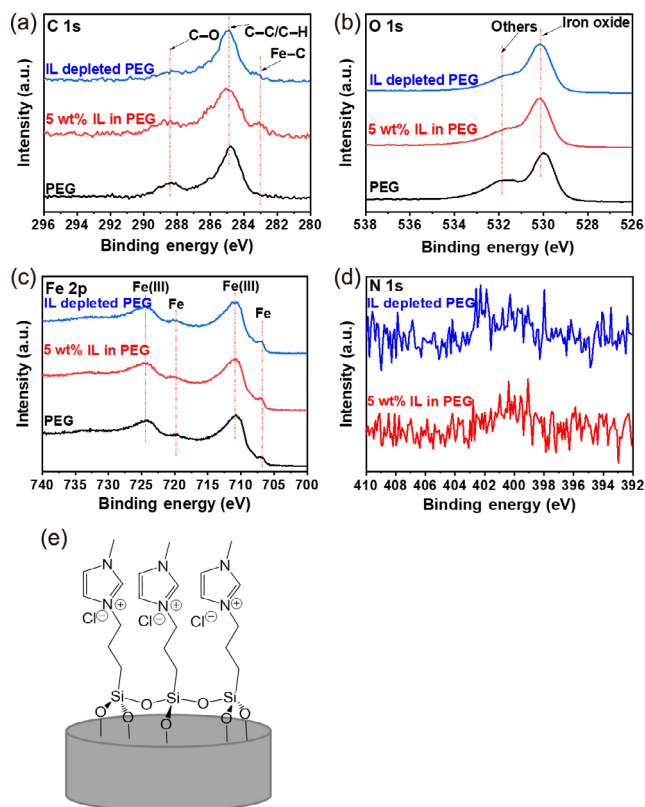 (a)
C 1s
C–O
C–C/C–H
Fe–C
IL depleted PEG
5 wt% IL in PEG
PEG
Intensity (a.u.)
296 294 292 290 288 286 284 282 280
Binding energy (eV)
(b)
O 1s
Others
Iron oxide
IL depleted PEG
5 wt% IL in PEG
PEG
Intensity (a.u.)
538 536 534 532 530 528 526
Binding energy (eV)
(c)
Fe 2p
Fe(III)
Fe
Fe(III)
Fe
IL depleted PEG
5 wt% IL in PEG
PEG
Intensity (a.u.)
740 735 730 725 720 715 710 705 700
Binding energy (eV)
(d)
N 1s
IL depleted PEG
5 wt% IL in PEG
Intensity (a.u.)
410 408 406 404 402 400 398 396 394 392
Binding energy (eV)
(e)
N N N
N + N + N +
Cl − Cl − Cl −
Si O Si O Si
O O O O O